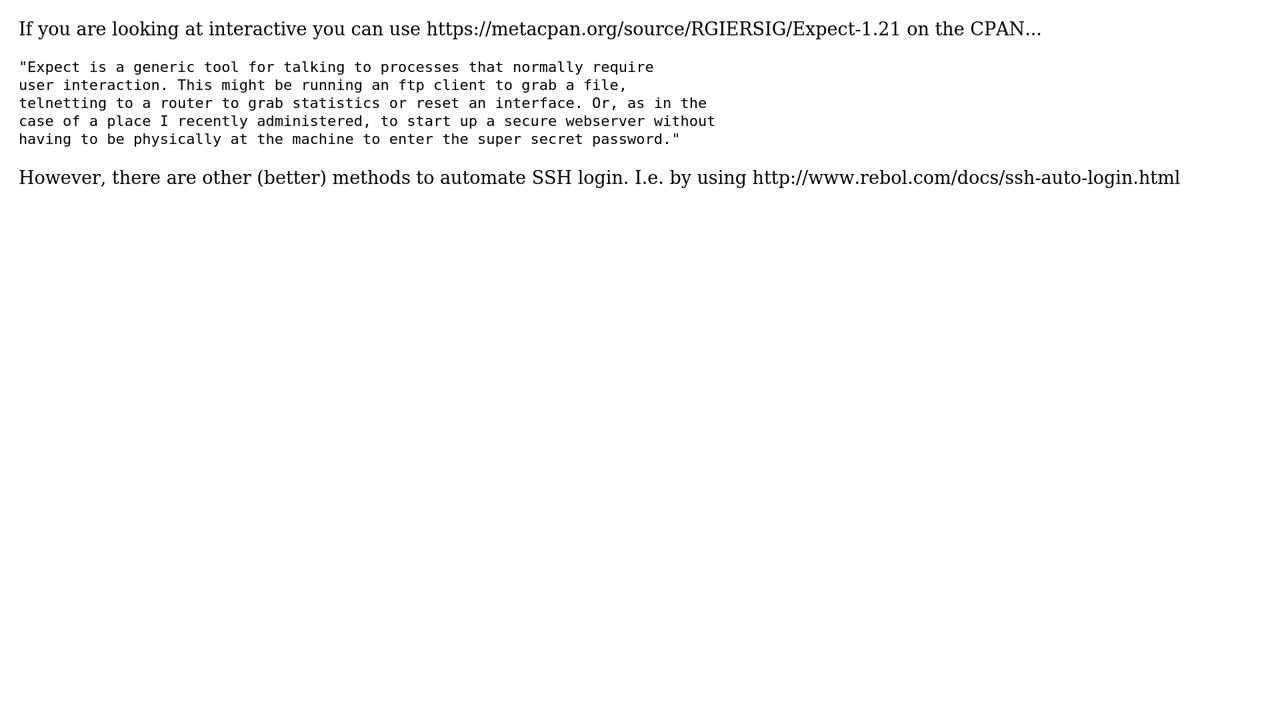 If you are looking at interactive you can use https://metacpan.org/source/RGIERSIG/Expect-1.21 on the CPAN...
"Expect is a generic tool for talking to processes that normally require
user interaction. This might be running an ftp client to grab a file,
telnetting to a router to grab statistics or reset an interface. Or, as in the
case of a place I recently administered, to start up a secure webserver without
having to be physically at the machine to enter the super secret password."
However, there are other (better) methods to automate SSH login. I.e. by using http://www.rebol.com/docs/ssh-auto-login.html